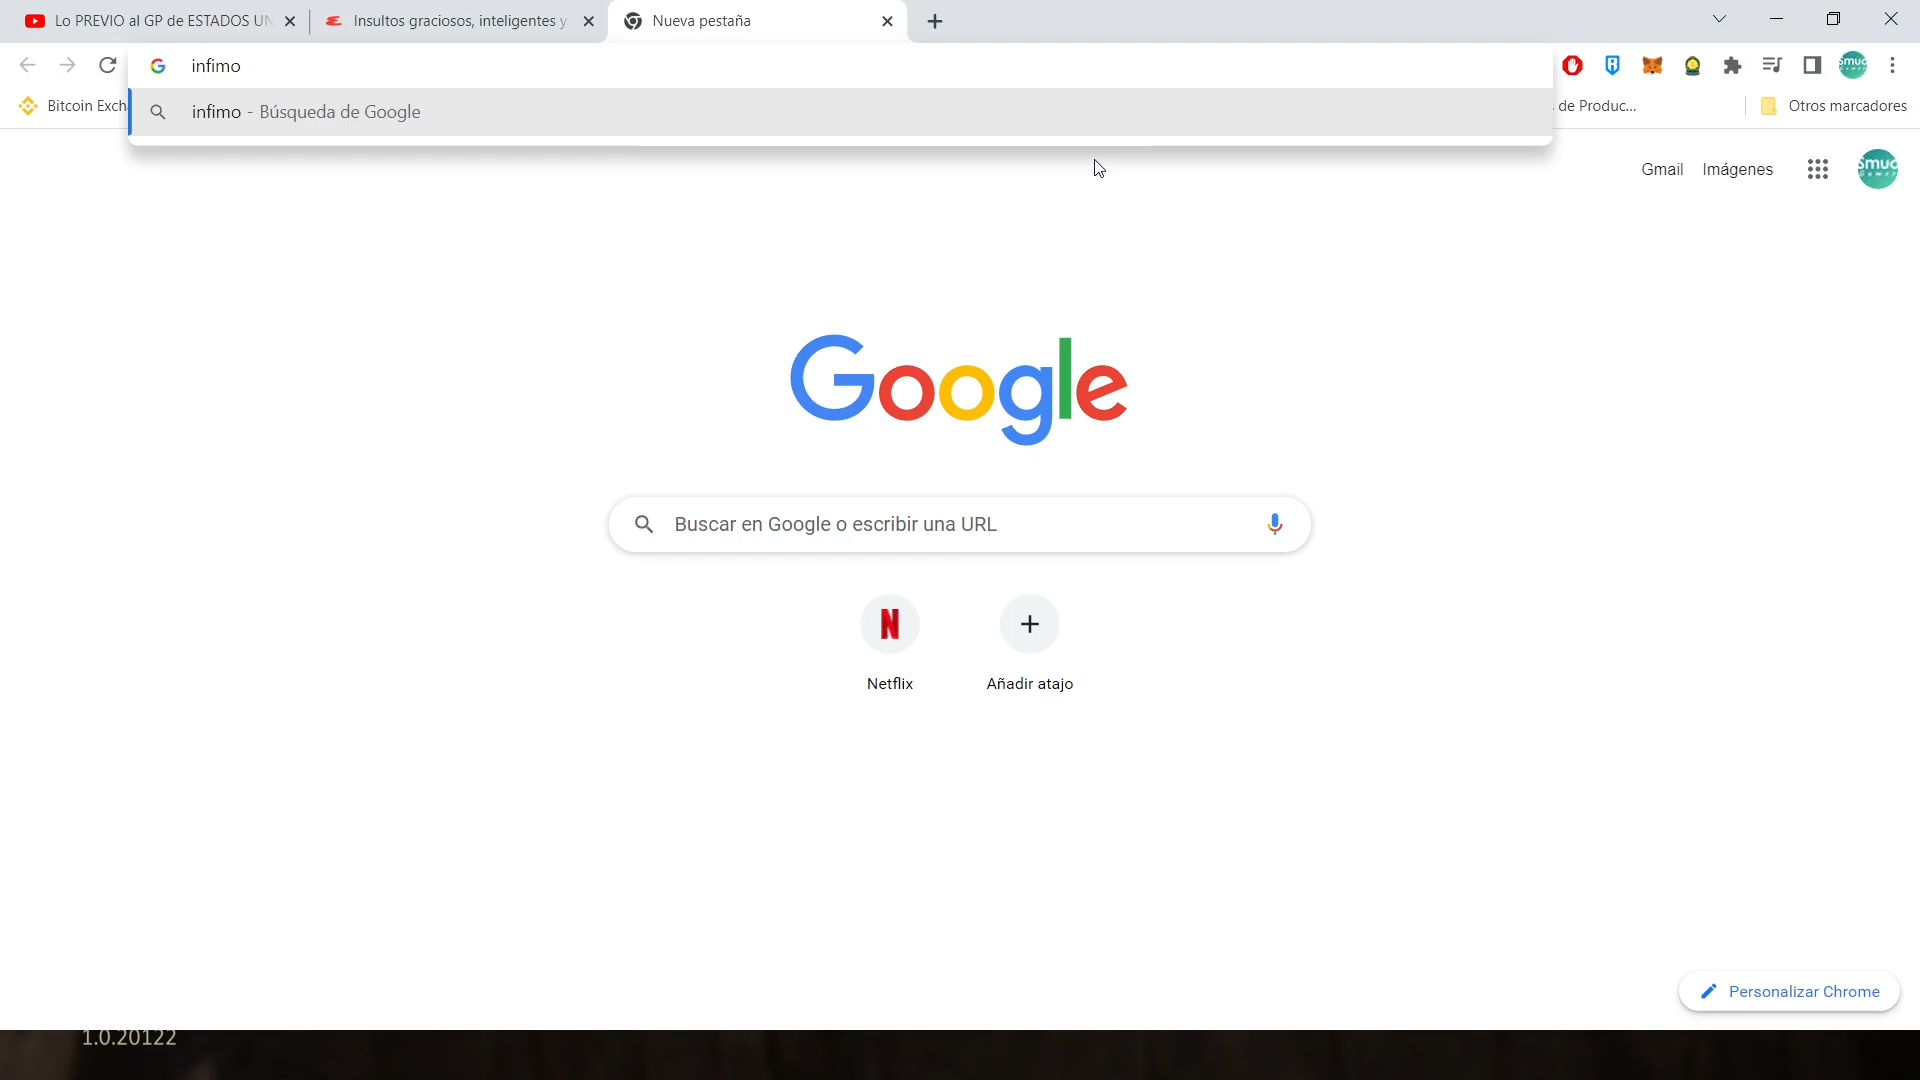 Lo PREVIO al GP de ESTADOS UN
Insultos graciosos, inteligentes y
Nueva pestaña
infimo
Bitcoin Exch
infimo - Búsqueda de Google
de Produc...
Otros marcadores
Gmail
Imágenes
Smuc
Gamer
Google
Buscar en Google o escribir una URL
Netflix
Añadir atajo
Personalizar Chrome
1.0.20122